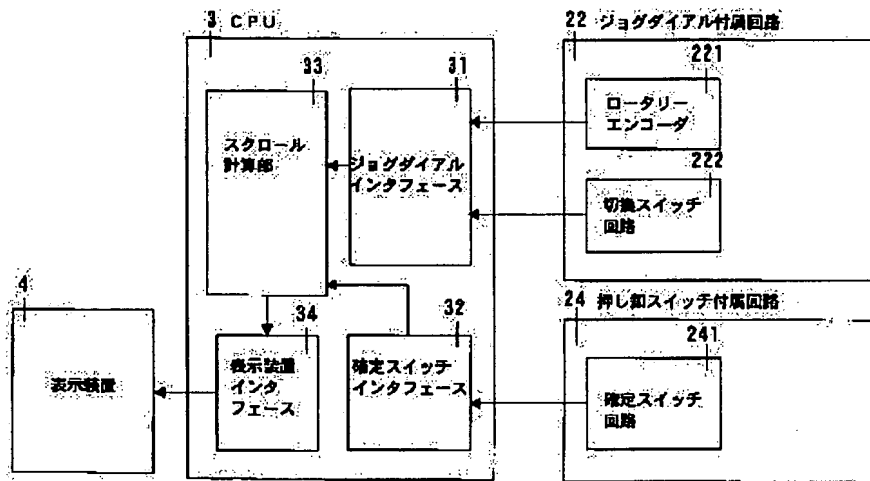 3 CPU
22 ジョグダイアル付属回路
33
31
221
ロータリー
エンコーダ
スクロール
計算部
ジョグダイアル
インタフェース
222
切換スイッチ
回路
4
34
32
24 押し釦スイッチ付属回路
241
表示装置
表示装置
インタ
フェース
確定スイッチ
インタフェース
確定スイッチ
回路